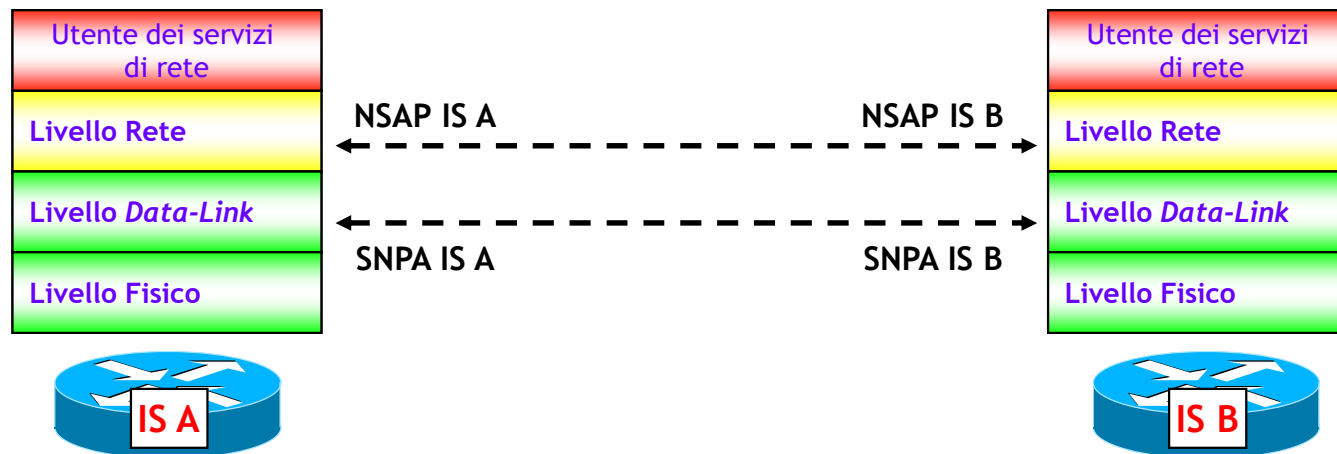 Utente dei servizi
di rete
Utente dei servizi
di rete
NSAP IS A
NSAP IS B
Livello Rete
Livello Rete
Livello Data-Link
Livello Data-Link
SNPA IS A
SNPA IS B
Livello Fisico
Livello Fisico
IS A
IS B